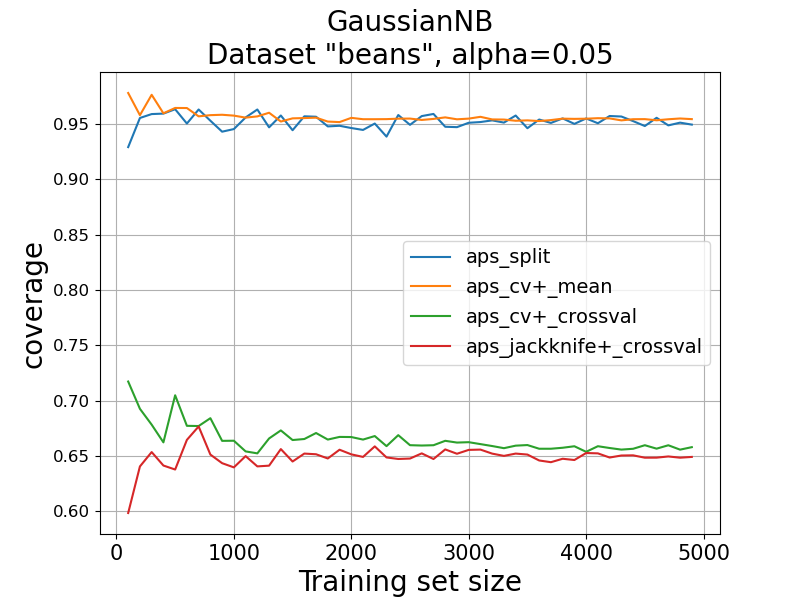 GaussianNB
Dataset "beans", alpha=0.05
coverage
0.95
0.90
0.85
0.80
0.75
0.70
0.65
0.60
aps_split
aps_cv+_mean
aps_cv+_crossval
aps_jackknife+_crossval
0 1000 2000 3000 4000 5000
Training set size